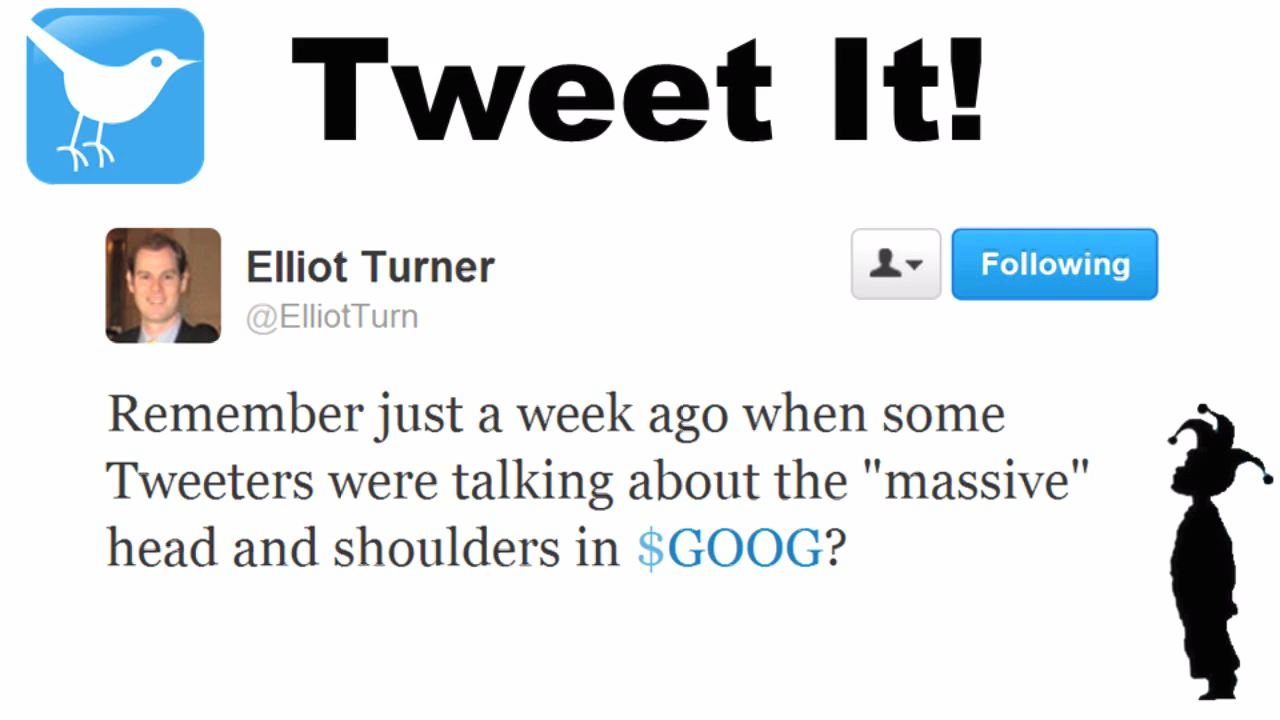 Tweet It!
Elliot Turner
Following
@ElliotTurn
Remember just a week ago when some
Tweeters were talking about the "massive"
head and shoulders in $GOOG?